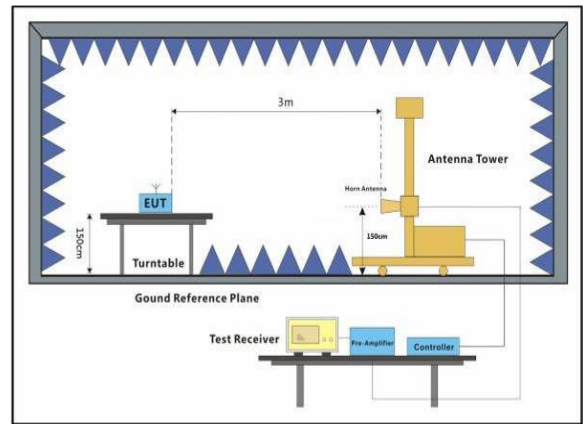 3m
Antenna Tower
Horn Antenna
EUT
150cm
150cm
Turntable
Gound Reference Plane
Test Receiver
Pre-Amplifier
Controller